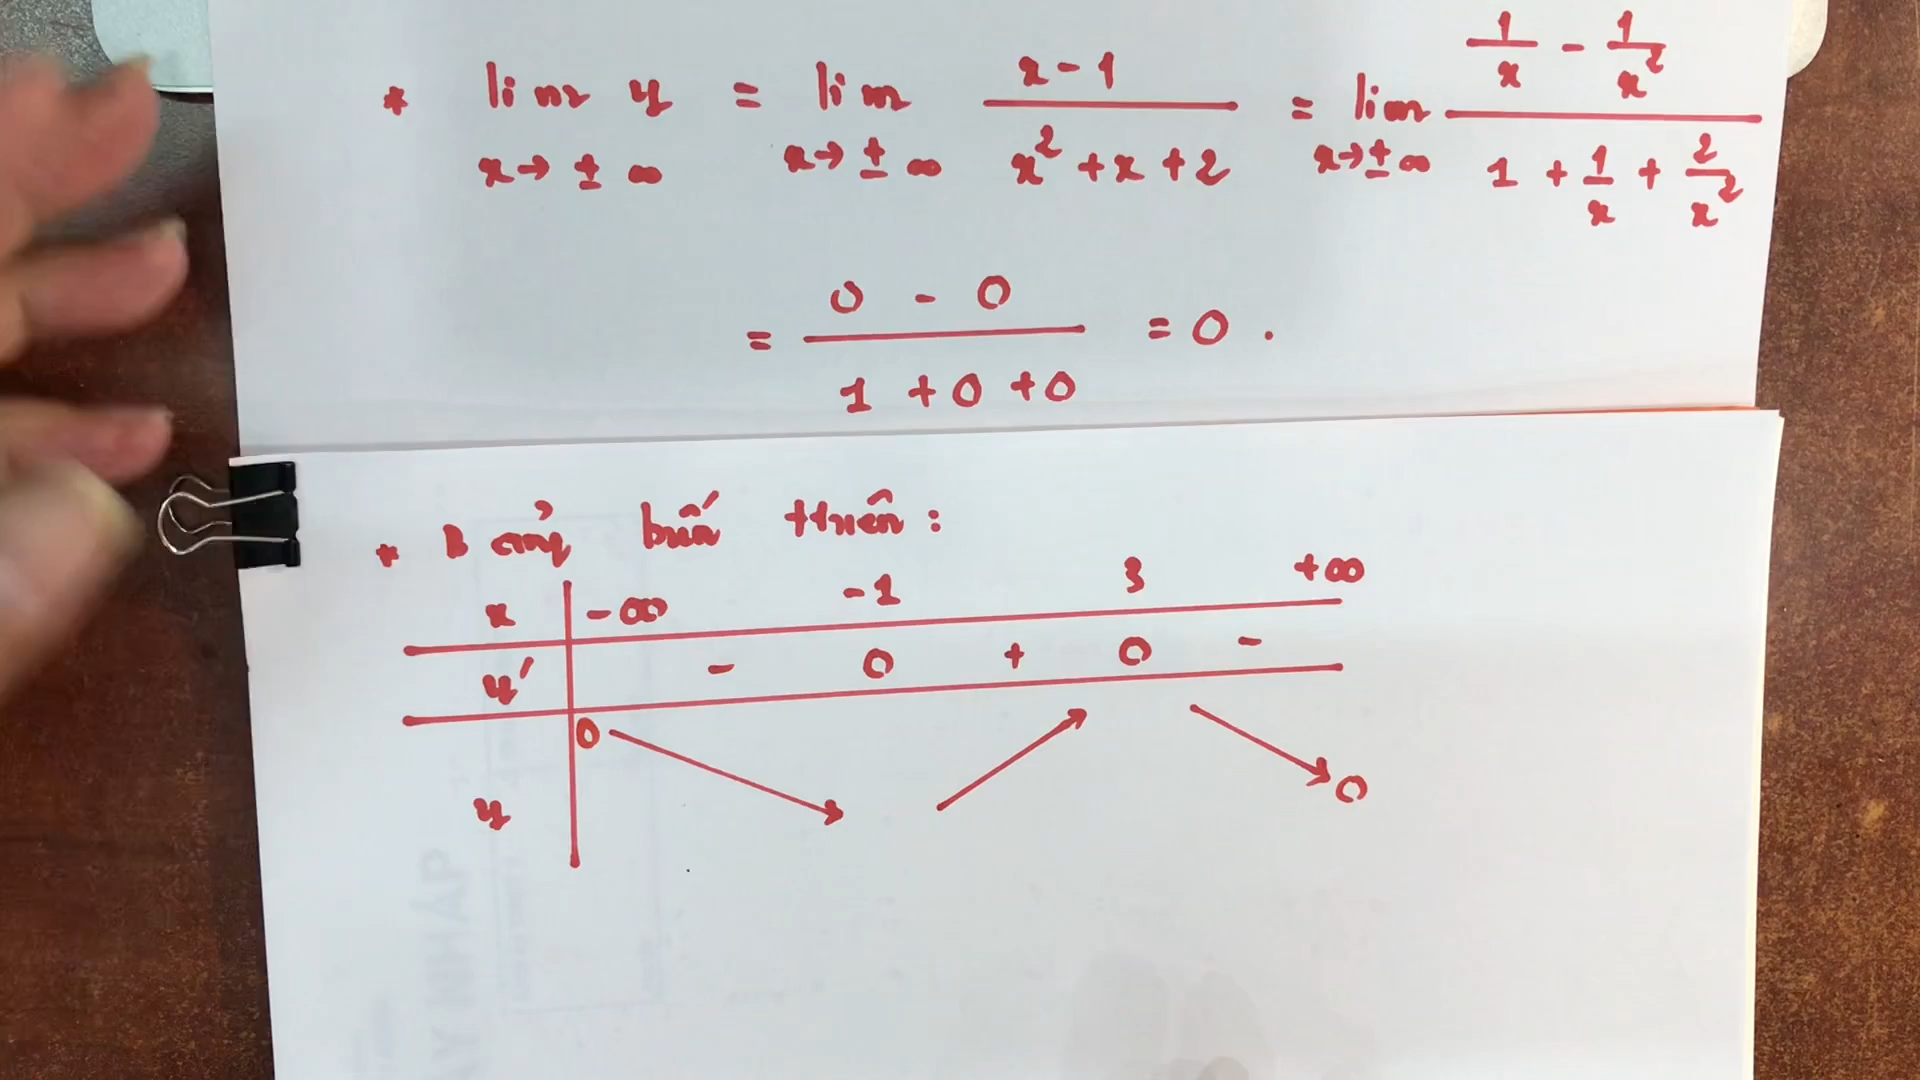 * lim y = lim x - 1 / x² + x + 2 = lim 1/x - 1/x² / 1 + 1/x + 2/x²
x→ ± ∞ x→ ± ∞ x→ ± ∞
= 0 - 0 / 1 + 0 + 0 = 0 .
* Bảng biến thiên :
x -∞ -1 3 +∞
y' - 0 + 0 -
y 0 0